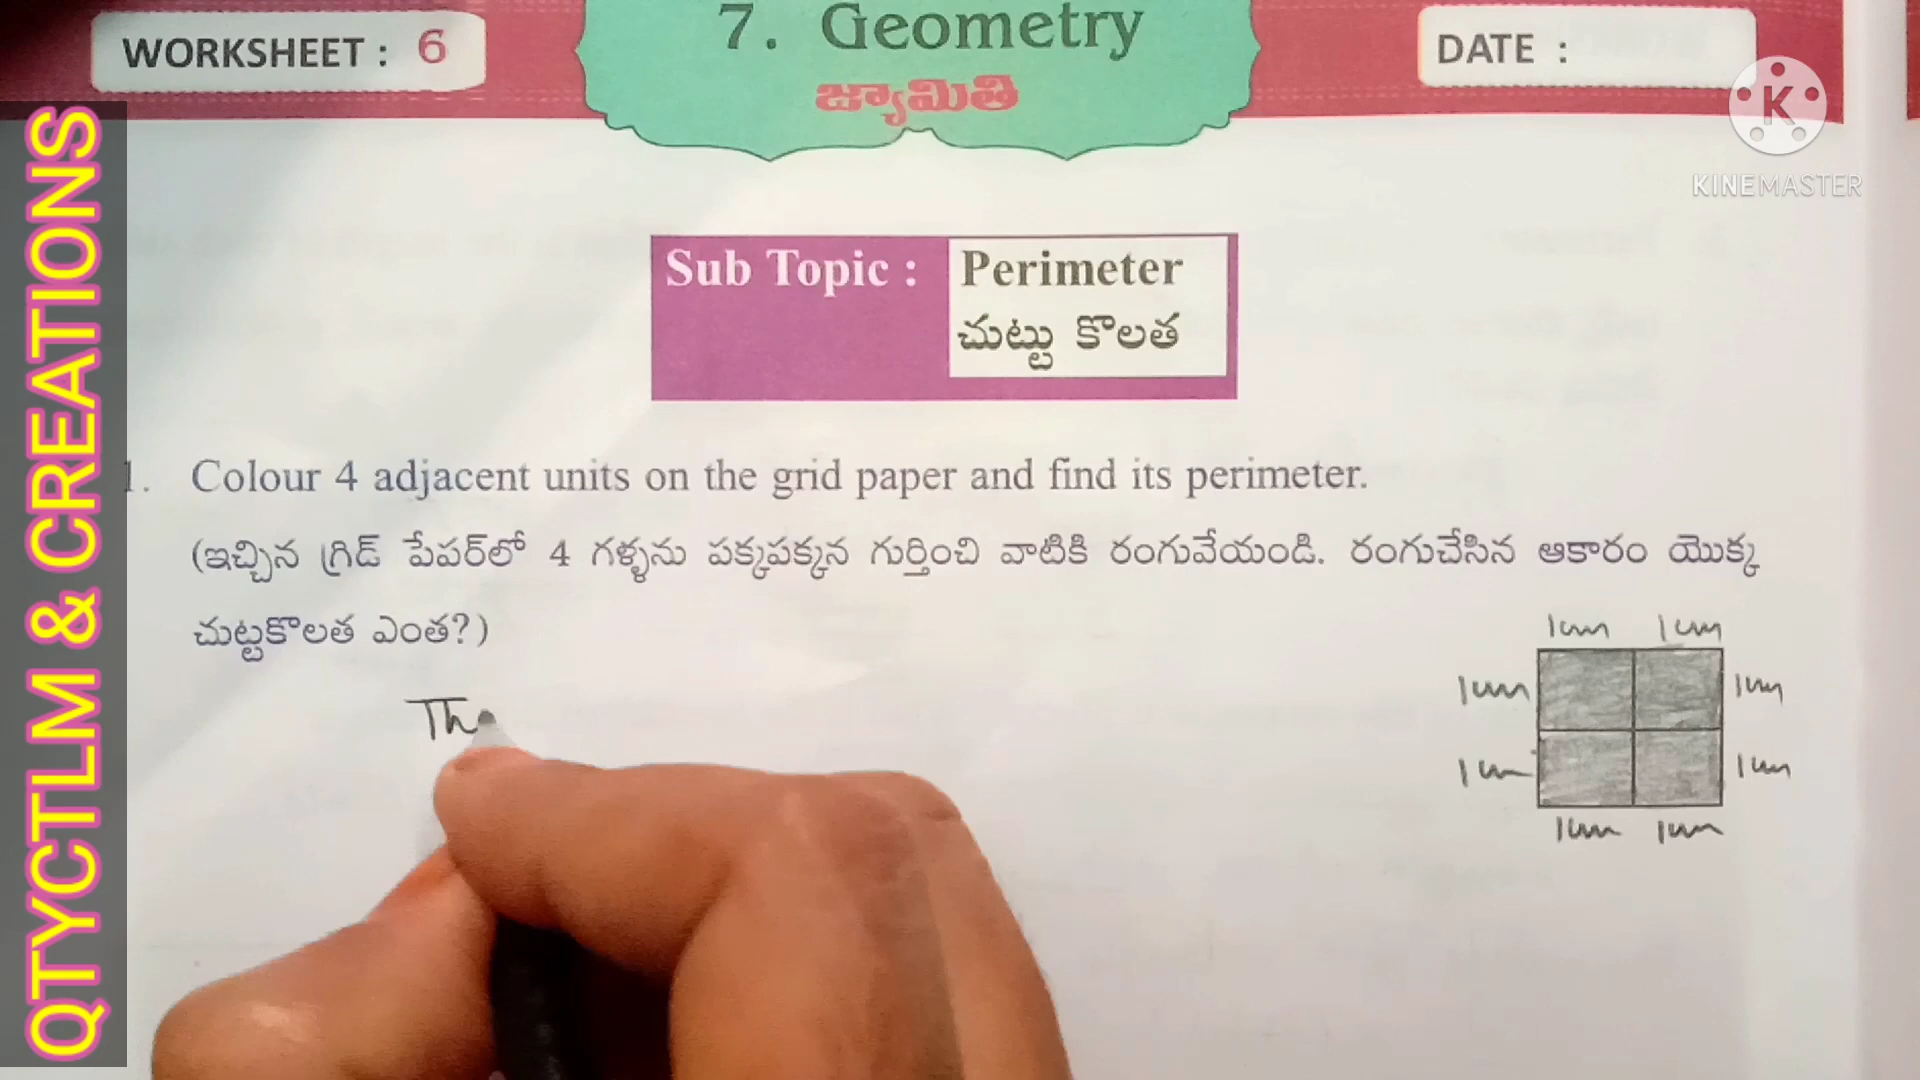 WORKSHEET : 6
7. Geometry
జ్యామితి
DATE :
KINEMASTER
QTYCTLM & CREATIONS
Sub Topic : Perimeter
చుట్టు కొలత
1. Colour 4 adjacent units on the grid paper and find its perimeter.
(ఇచ్చిన గ్రిడ్ పేపర్‌లో 4 గళ్ళను పక్కపక్కన గుర్తించి వాటికి రంగువేయండి. రంగుచేసిన ఆకారం యొక్క
చుట్టకొలత ఎంత?)
1cm 1cm
1cm 1cm
1cm 1cm
1cm 1cm
The